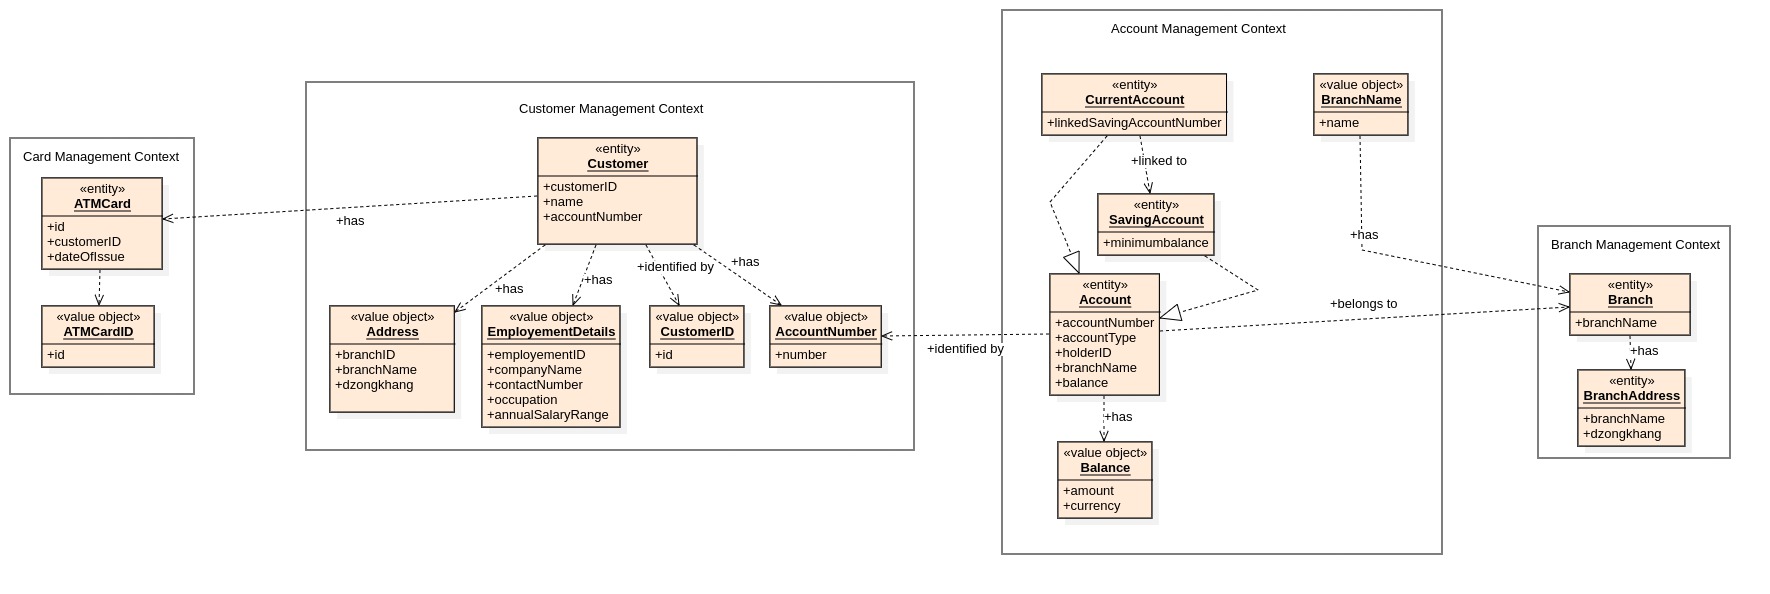 Card Management Context
«entity»
ATMCard
+id
+customerID
+dateOfIssue
«value object»
ATMCardID
+id
+has
Customer Management Context
«entity»
Customer
+customerID
+name
+accountNumber
+has
+has
+identified by
+has
«value object»
Address
+branchID
+branchName
+dzongkhang
«value object»
EmployementDetails
+employementID
+companyName
+contactNumber
+occupation
+annualSalaryRange
«value object»
CustomerID
+id
«value object»
AccountNumber
+number
+identified by
Account Management Context
«entity»
CurrentAccount
+linkedSavingAccountNumber
«value object»
BranchName
+name
+linked to
«entity»
SavingAccount
+minimumbalance
+has
«entity»
Account
+accountNumber
+accountType
+holderID
+branchName
+balance
+belongs to
+has
«value object»
Balance
+amount
+currency
Branch Management Context
«entity»
Branch
+branchName
+has
«entity»
BranchAddress
+branchName
+dzongkhang